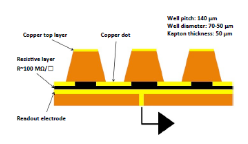 Well pitch: 140 µm
Well diameter: 70-50 µm
Kapton thickness: 50 µm
Copper top layer
Copper dot
Resistive layer
R~100 MΩ/□
Readout electrode